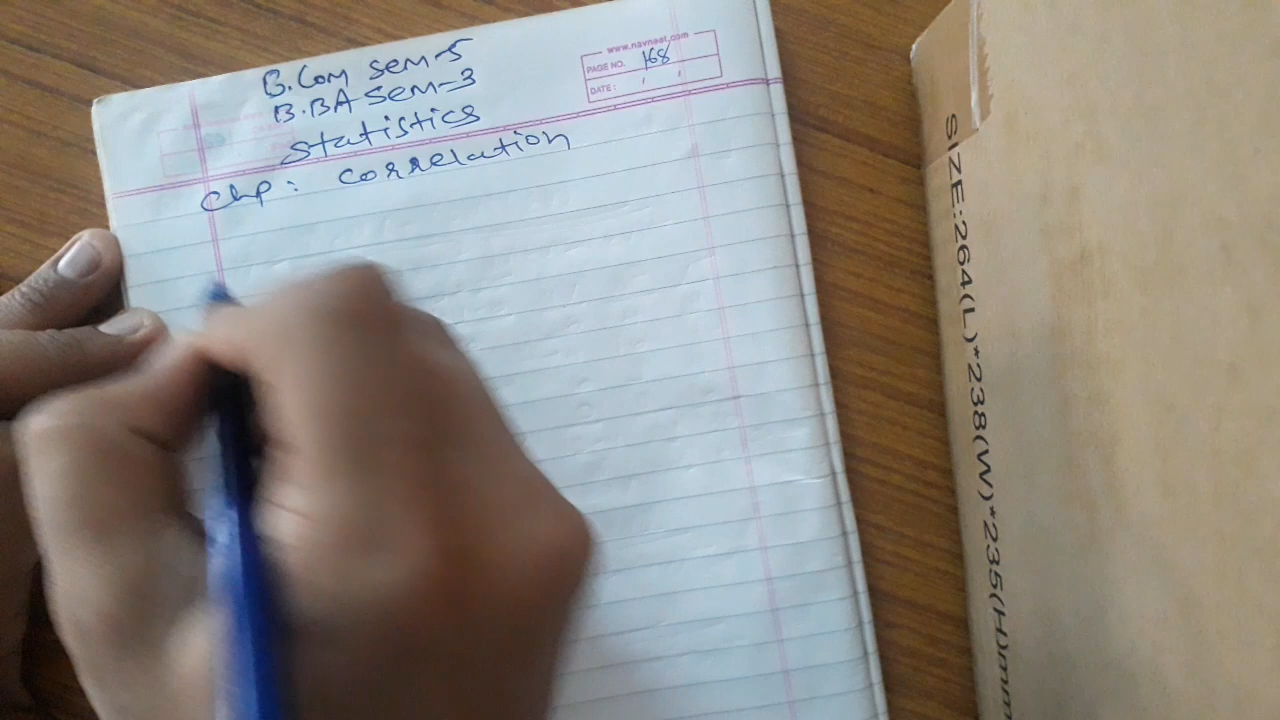 B.Com sem-5
B.BA sem-3
statistics
chp: correlation
www.navneet.com
PAGE NO. 168
DATE : / /
SIZE:264(L)*238(W)*235(H)mm